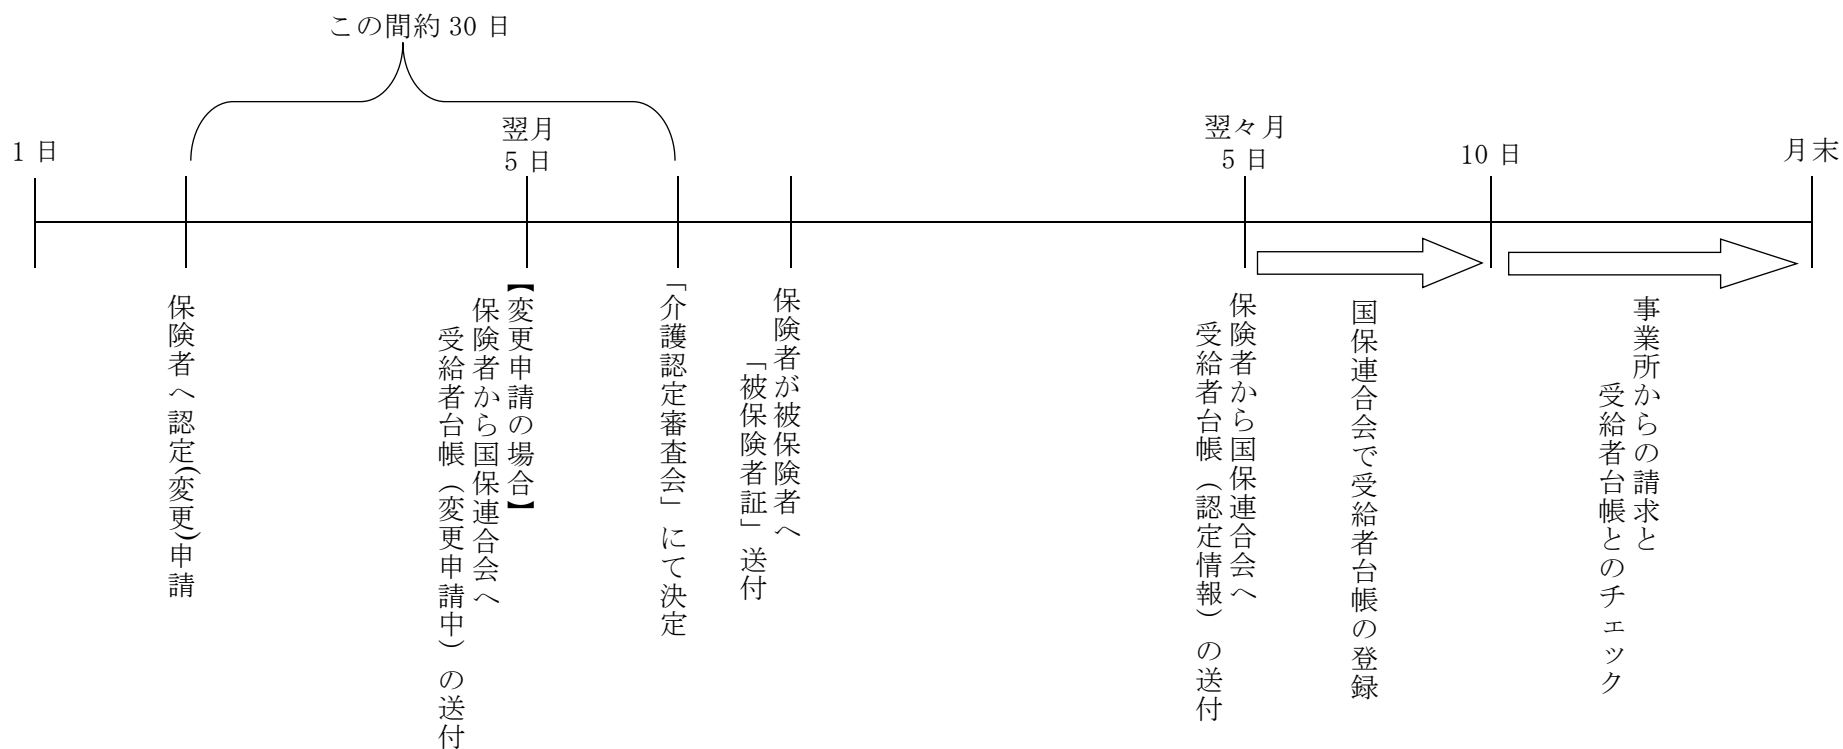 この間約 30 日
1 日
翌月
5 日
翌々月
5 日
10 日
月末
保険者へ認定(変更)申請
【変更申請の場合】
保険者から国保連合会へ
受給者台帳（変更申請中）の送付
「介護認定審査会」にて決定
保険者が被保険者へ
「被保険者証」送付
保険者から国保連合会へ
受給者台帳（認定情報）の送付
国保連合会で受給者台帳の登録
事業所からの請求と
受給者台帳とのチェック